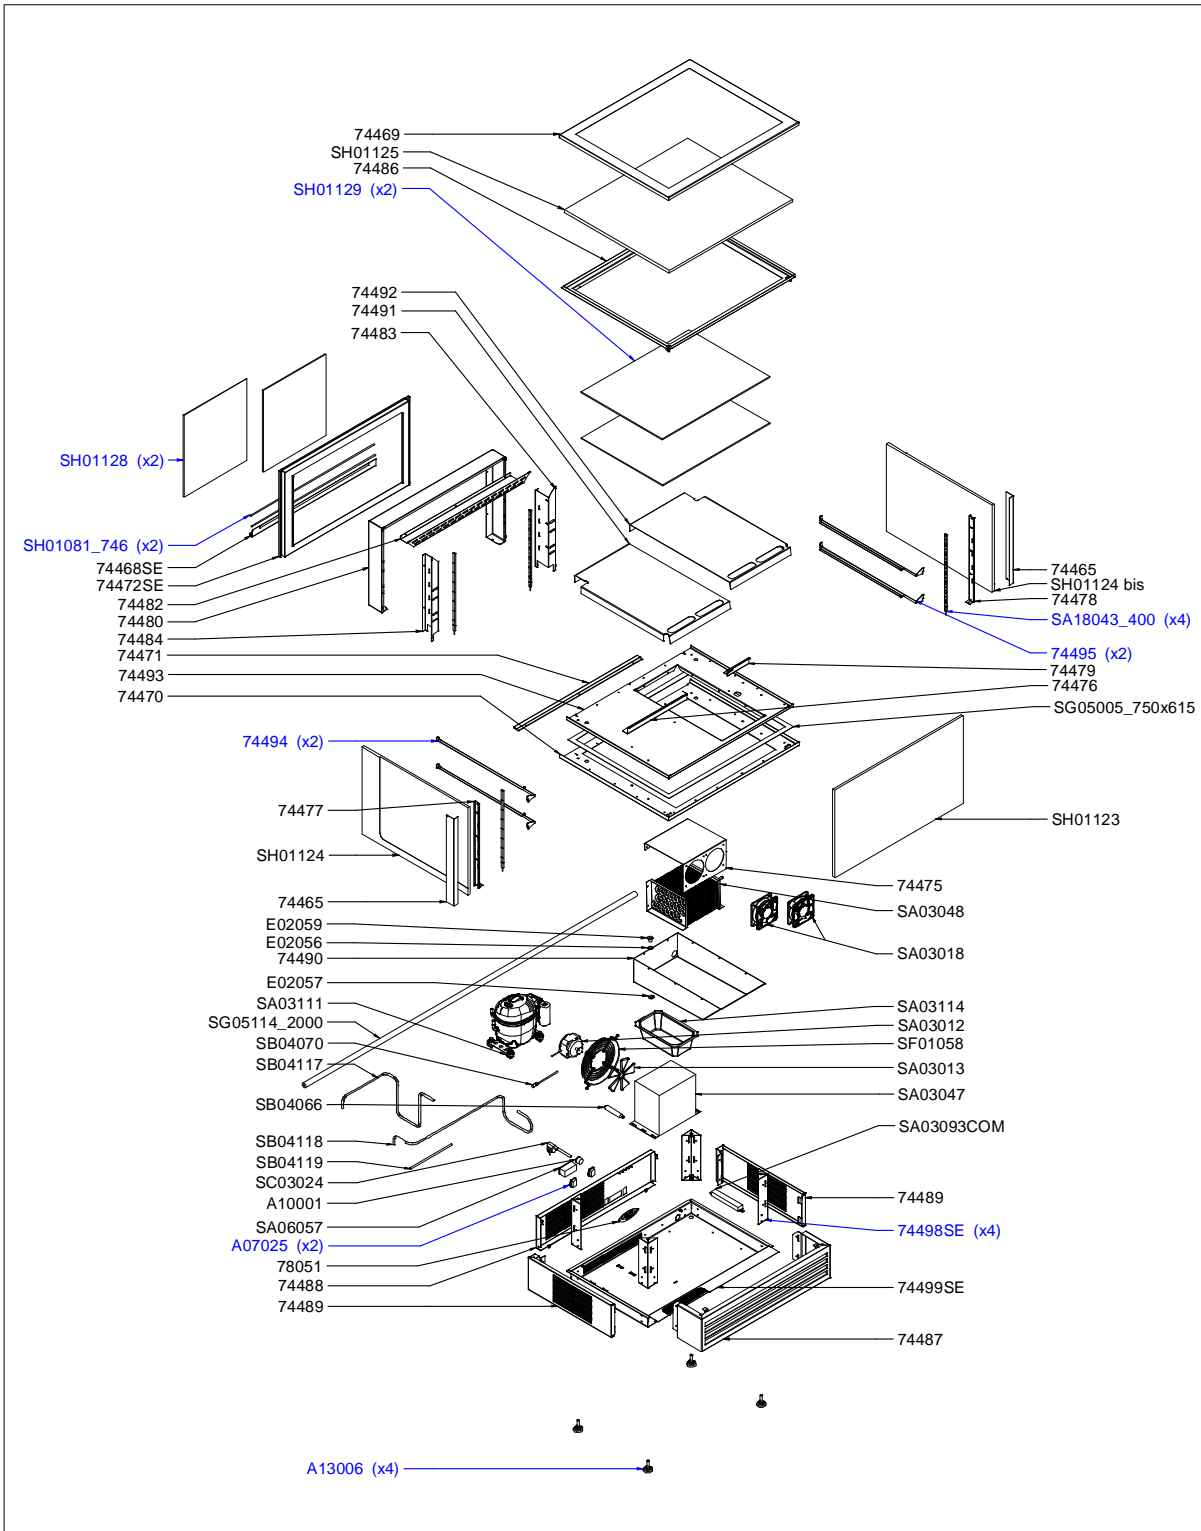 74469
SH01125
74486
SH01129 (x2)
74492
74491
74483
SH01128 (x2)
SH01081_746 (x2)
74468SE
74472SE
74482
74480
74484
74471
74493
74470
74465
SH01124 bis
74478
SA18043_400 (x4)
74495 (x2)
74479
74476
SG05005_750x615
74494 (x2)
74477
SH01124
74465
SH01123
74475
SA03048
SA03018
E02059
E02056
74490
E02057
SA03111
SG05114_2000
SB04070
SB04117
SB04066
SB04118
SB04119
SC03024
A10001
SA06057
A07025 (x2)
78051
74488
74489
SA03114
SA03012
SF01058
SA03013
SA03047
SA03093COM
74489
74498SE (x4)
74499SE
74487
A13006 (x4)